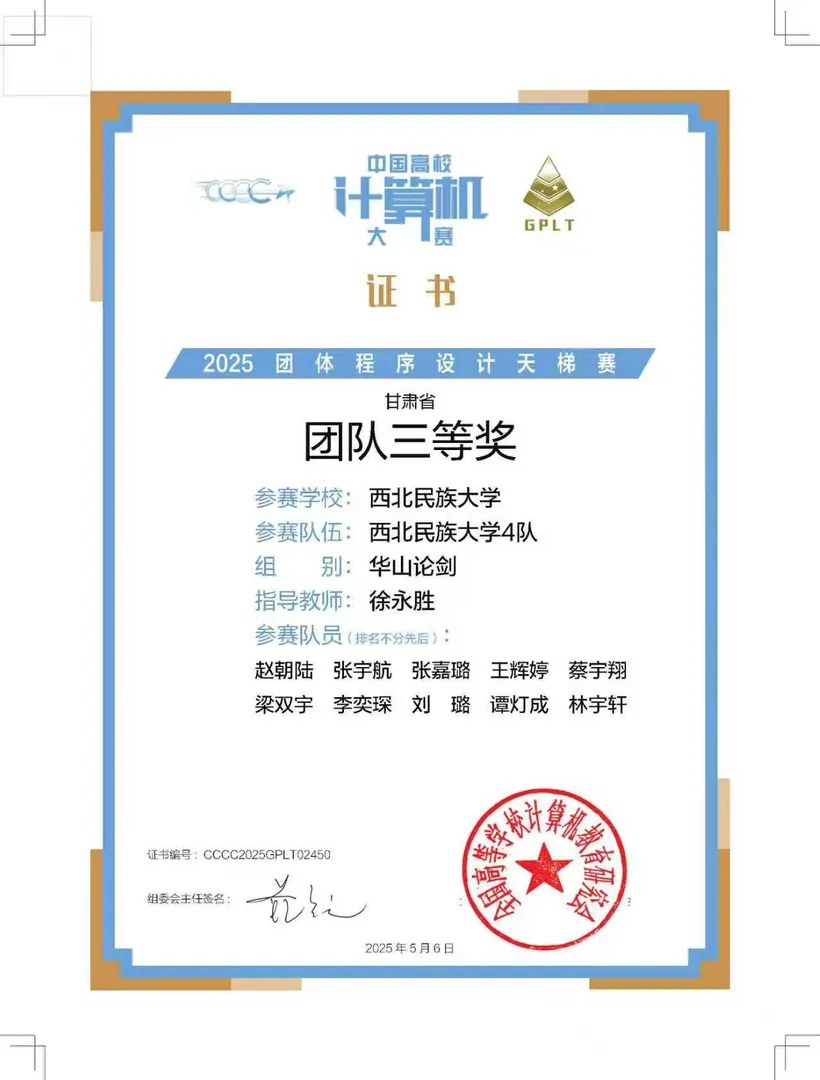 CCCC
中国高校
计算机
大赛
GPLT
证书
2025 团体程序设计天梯赛
甘肃省
团队三等奖
参赛学校：西北民族大学
参赛队伍：西北民族大学4队
组别：华山论剑
指导教师：徐永胜
参赛队员（排名不分先后）：
赵朝陆 张宇航 张嘉璐 王辉婷 蔡宇翔
梁双宇 李奕琛 刘璐 谭灯成 林宇轩
证书编号：CCCC2025GPLT02450
组委会主任签名：
全国高等学校计算机教育研究会
2025年5月6日